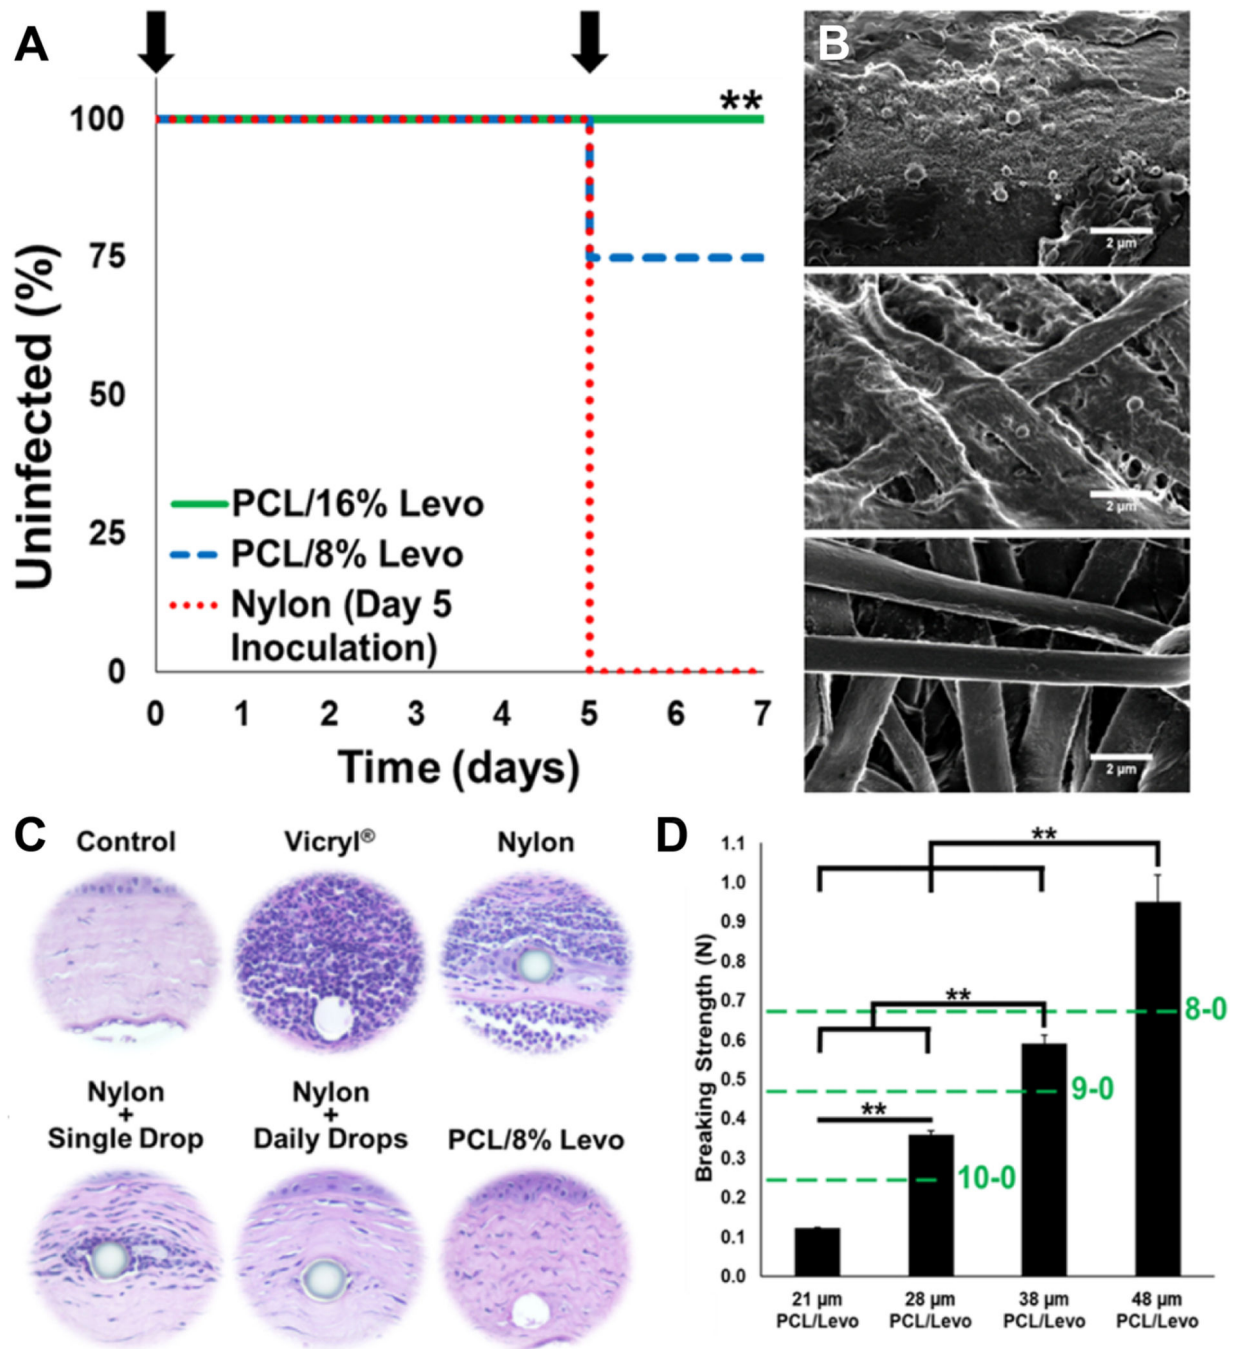 A
**
100
75
50
25
0
Uninfected (%)
PCL/16% Levo
PCL/8% Levo
Nylon (Day 5
Inoculation)
0 1 2 3 4 5 6 7
Time (days)
B
2 µm
2 µm
2 µm
C
Control
Vicryl®
Nylon
Nylon
+
Single Drop
Nylon
+
Daily Drops
PCL/8% Levo
D
Breaking Strength (N)
1.1
1.0
0.9
0.8
0.7
0.6
0.5
0.4
0.3
0.2
0.1
0.0
**
**
**
8-0
9-0
10-0
21 µm
PCL/Levo
28 µm
PCL/Levo
38 µm
PCL/Levo
48 µm
PCL/Levo